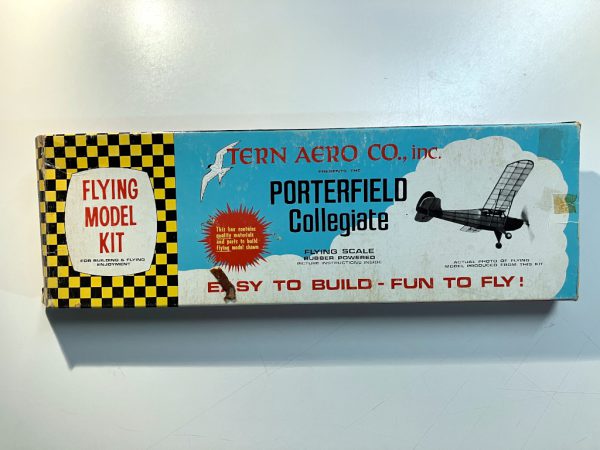 FLYING
MODEL
KIT
FOR BUILDING & FLYING
ENJOYMENT
TERN AERO CO., inc.
PRESENTS THE
PORTERFIELD
Collegiate
This box contains
quality materials
and parts to build
flying model shown
FLYING SCALE
RUBBER POWERED
PICTURE INSTRUCTIONS INSIDE
ACTUAL PHOTO OF FLYING
MODEL PRODUCED FROM THIS KIT
EASY TO BUILD - FUN TO FLY!